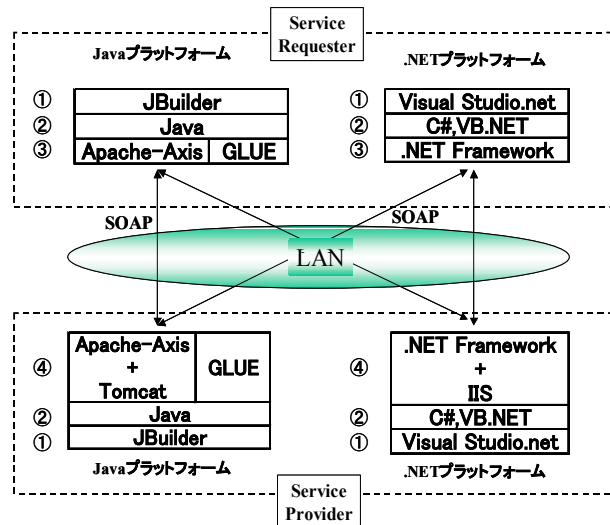 Service
Requester
Javaプラットフォーム
.NETプラットフォーム
① JBuilder
② Java
③ Apache-Axis GLUE
① Visual Studio.net
② C#,VB.NET
③ .NET Framework
SOAP
SOAP
LAN
④ Apache-Axis
+
Tomcat
GLUE
② Java
① JBuilder
Javaプラットフォーム
④ .NET Framework
+
IIS
② C#,VB.NET
① Visual Studio.net
.NETプラットフォーム
Service
Provider